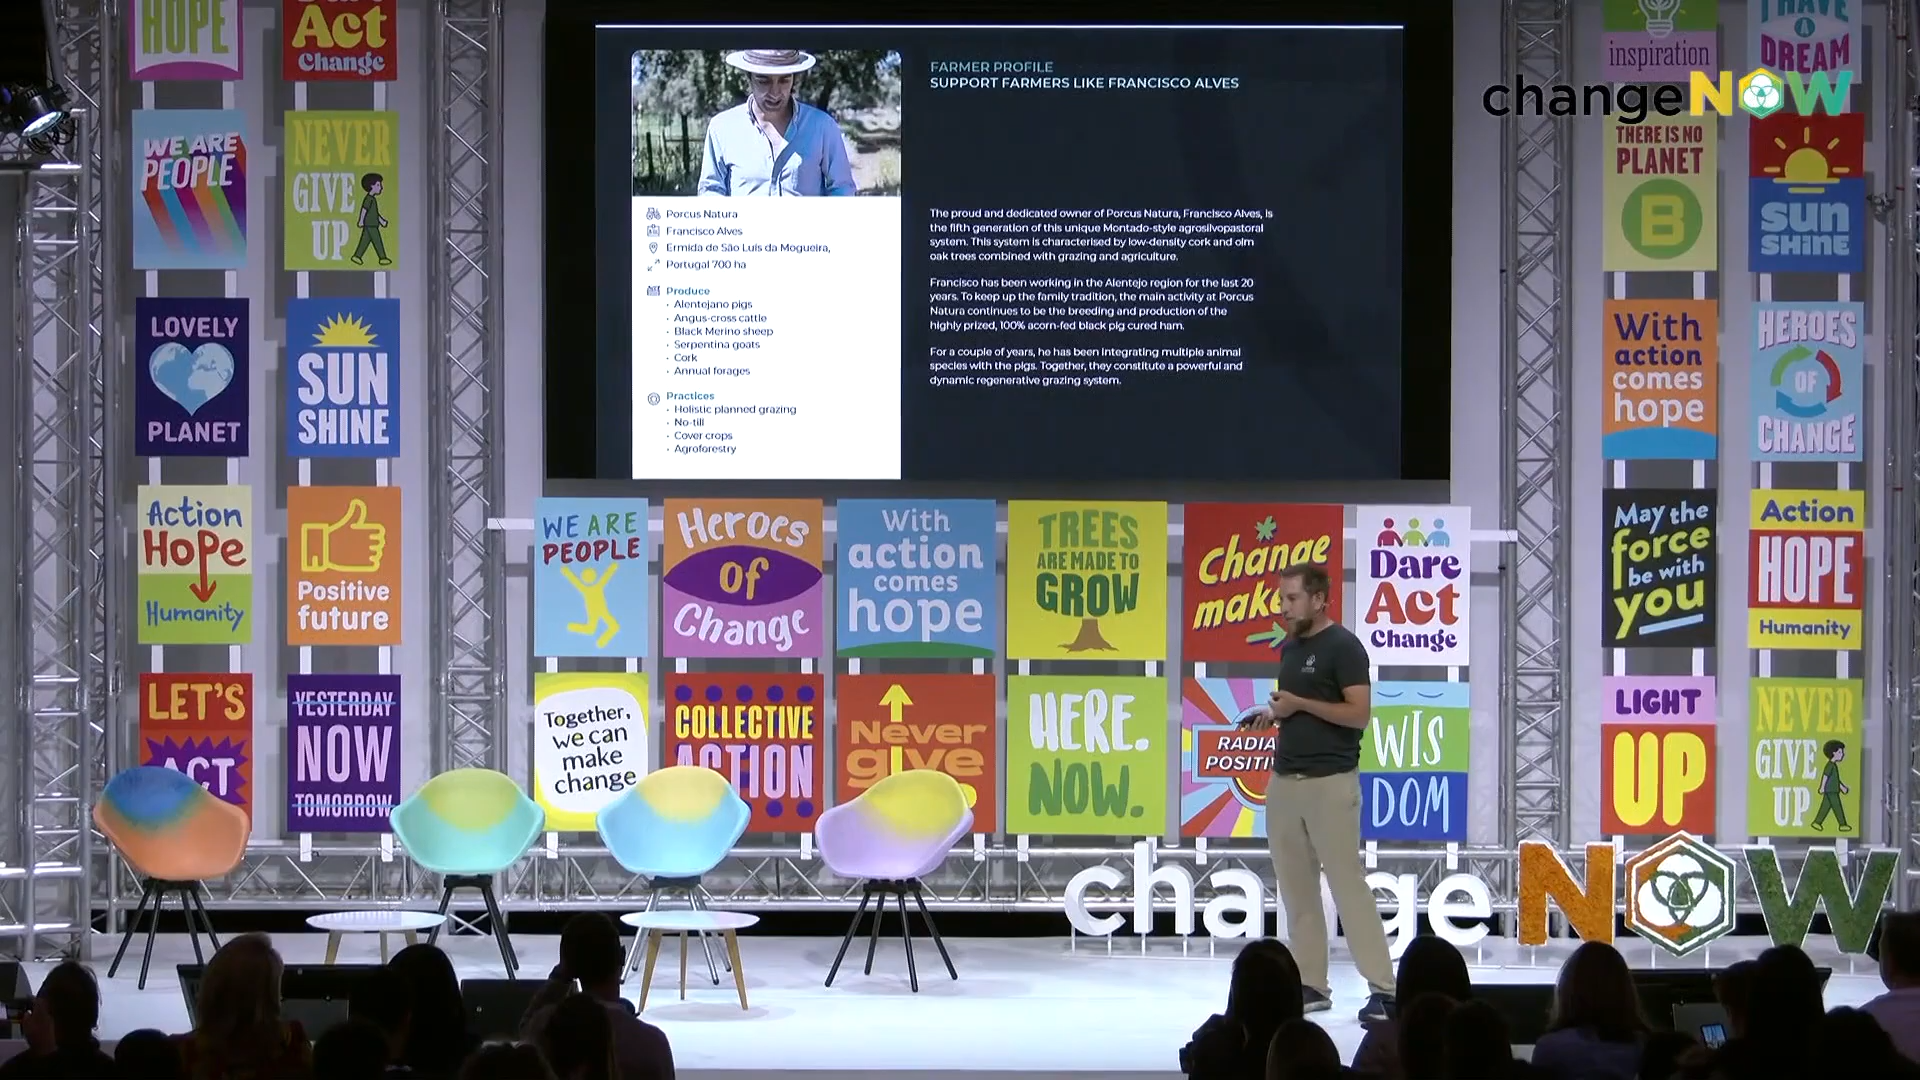 HOPE
Dare
Act
Change
WE ARE
PEOPLE
NEVER
GIVE
UP
LOVELY
PLANET
SUN
SHINE
Action
HOPE
Humanity
Positive
future
LET'S
ACT
YESTERDAY
NOW
TOMORROW
FARMER PROFILE
SUPPORT FARMERS LIKE FRANCISCO ALVES
Porcus Natura
Francisco Alves
Ermida de São Luís da Mogueira,
Portugal 700 ha
Produce
· Alentejano pigs
· Angus-cross cattle
· Black Merino sheep
· Serpentina goats
· Cork
· Annual forages
Practices
· Holistic planned grazing
· No-till
· Cover crops
· Agroforestry
The proud and dedicated owner of Porcus Natura, Francisco Alves, is
the fifth generation of this unique Montado-style agrosilvopastoral
system. This system is characterised by low-density cork and olm
oak trees combined with grazing and agriculture.
Francisco has been working in the Alentejo region for the last 20
years. To keep up the family tradition, the main activity at Porcus
Natura continues to be the breeding and production of the
highly prized, 100% acorn-fed black pig cured ham.
For a couple of years, he has been integrating multiple animal
species with the pigs. Together, they constitute a powerful and
dynamic regenerative grazing system.
WE ARE
PEOPLE
Heroes
of
Change
With
action
comes
hope
TREES
ARE MADE TO
GROW
Change
make
Dare
Act
Change
Together,
we can
make
change
COLLECTIVE
ACTION
Never
give
HERE.
NOW.
RADIA
POSITI
WIS
DOM
inspiration
I HAVE
A
DREAM
changeNOW
THERE IS NO
PLANET
B
sun
SHINE
With
action
comes
hope
HEROES
OF
CHANGE
May the
force
be with
you
Action
HOPE
Humanity
LIGHT
UP
NEVER
GIVE
UP
changeNOW